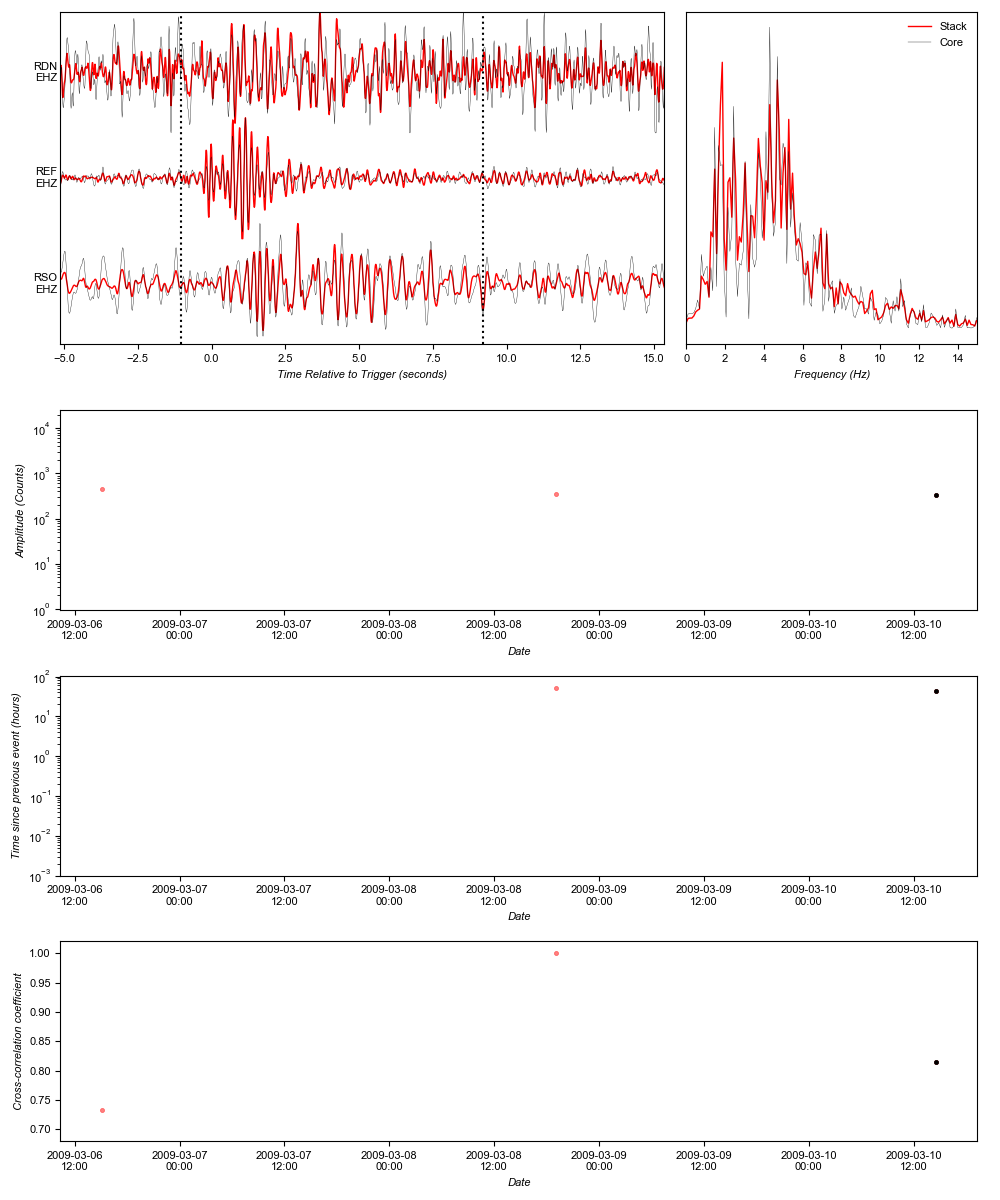 RDN
EHZ
REF
EHZ
RSO
EHZ
−5.0 −2.5 0.0 2.5 5.0 7.5 10.0 12.5 15.0
Time Relative to Trigger (seconds)
Stack
Core
0 2 4 6 8 10 12 14
Frequency (Hz)
10^4
10^3
10^2
10^1
10^0
Amplitude (Counts)
2009-03-06 2009-03-07 2009-03-07 2009-03-08 2009-03-08 2009-03-09 2009-03-09 2009-03-10 2009-03-10
12:00 00:00 12:00 00:00 12:00 00:00 12:00 00:00 12:00
Date
10^2
10^1
10^0
10^−1
10^−2
10^−3
Time since previous event (hours)
2009-03-06 2009-03-07 2009-03-07 2009-03-08 2009-03-08 2009-03-09 2009-03-09 2009-03-10 2009-03-10
12:00 00:00 12:00 00:00 12:00 00:00 12:00 00:00 12:00
Date
1.00
0.95
0.90
0.85
0.80
0.75
0.70
Cross-correlation coefficient
2009-03-06 2009-03-07 2009-03-07 2009-03-08 2009-03-08 2009-03-09 2009-03-09 2009-03-10 2009-03-10
12:00 00:00 12:00 00:00 12:00 00:00 12:00 00:00 12:00
Date